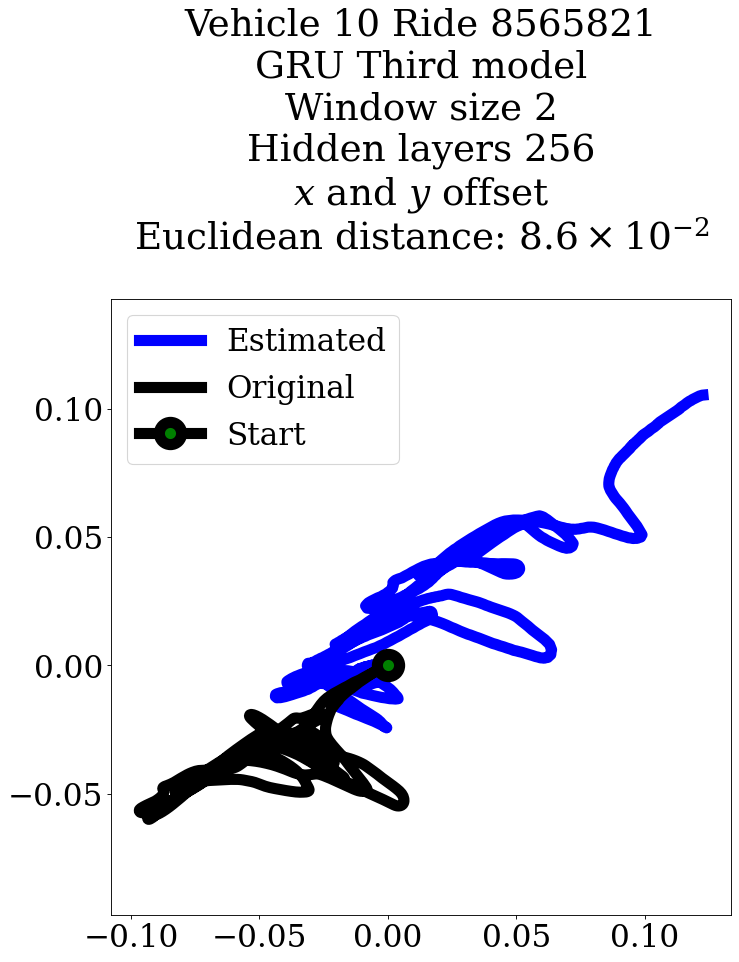 Vehicle 10 Ride 8565821
GRU Third model
Window size 2
Hidden layers 256
x and y offset
Euclidean distance: 8.6 × 10⁻²
Estimated
Original
Start
0.10
0.05
0.00
−0.05
−0.10 −0.05 0.00 0.05 0.10